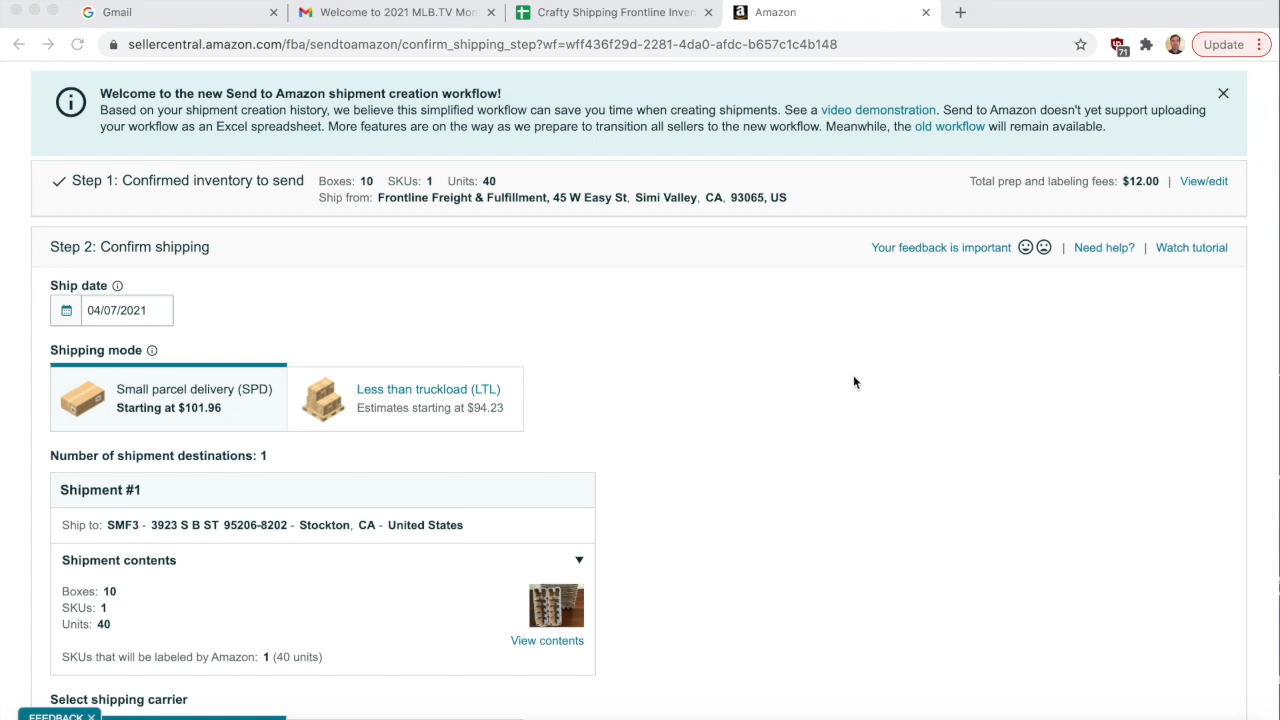 Gmail
Welcome to 2021 MLB.TV Mon
Crafty Shipping Frontline Inver
Amazon
sellercentral.amazon.com/fba/sendtoamazon/confirm_shipping_step?wf=wff436f29d-2281-4da0-afdc-b657c1c4b148
71
Update
Welcome to the new Send to Amazon shipment creation workflow!
Based on your shipment creation history, we believe this simplified workflow can save you time when creating shipments. See a video demonstration. Send to Amazon doesn't yet support uploading
your workflow as an Excel spreadsheet. More features are on the way as we prepare to transition all sellers to the new workflow. Meanwhile, the old workflow will remain available.
Step 1: Confirmed inventory to send
Boxes: 10 SKUs: 1 Units: 40
Total prep and labeling fees: $12.00 | View/edit
Ship from: Frontline Freight & Fulfillment, 45 W Easy St, Simi Valley, CA, 93065, US
Step 2: Confirm shipping
Your feedback is important | Need help? | Watch tutorial
Ship date
04/07/2021
Shipping mode
Small parcel delivery (SPD)
Starting at $101.96
Less than truckload (LTL)
Estimates starting at $94.23
Number of shipment destinations: 1
Shipment #1
Ship to: SMF3 - 3923 S B ST 95206-8202 - Stockton, CA - United States
Shipment contents
Boxes: 10
SKUs: 1
Units: 40
View contents
SKUs that will be labeled by Amazon: 1 (40 units)
Select shipping carrier
FEEDBACK